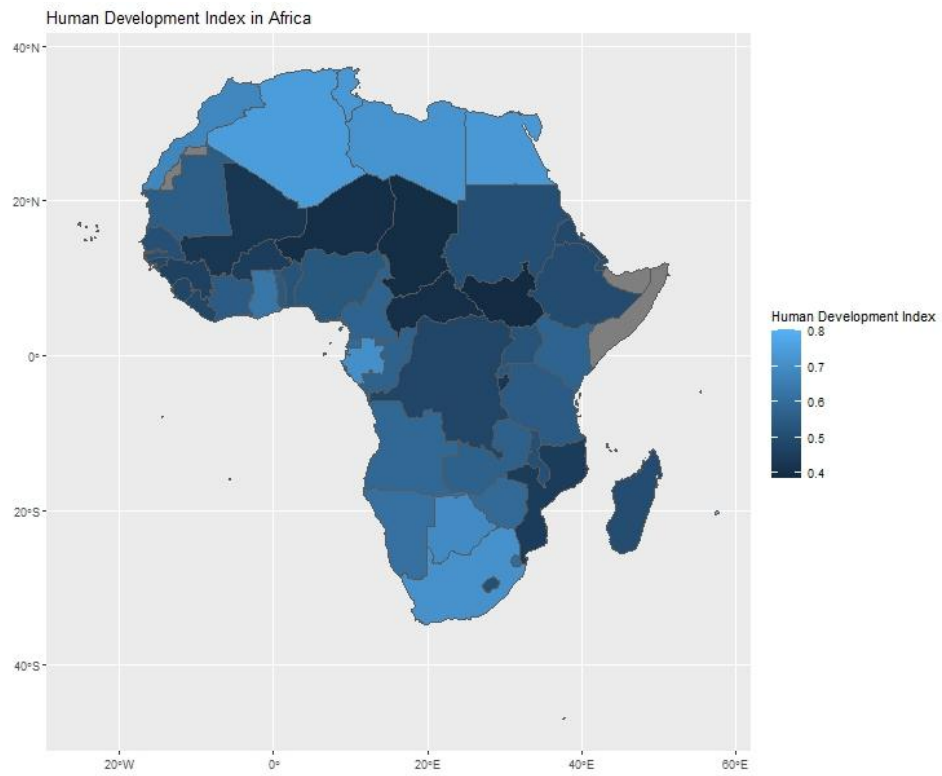 Human Development Index in Africa
40°N
20°N
0°
20°S
40°S
20°W
0°
20°E
40°E
60°E
Human Development Index
0.8
0.7
0.6
0.5
0.4